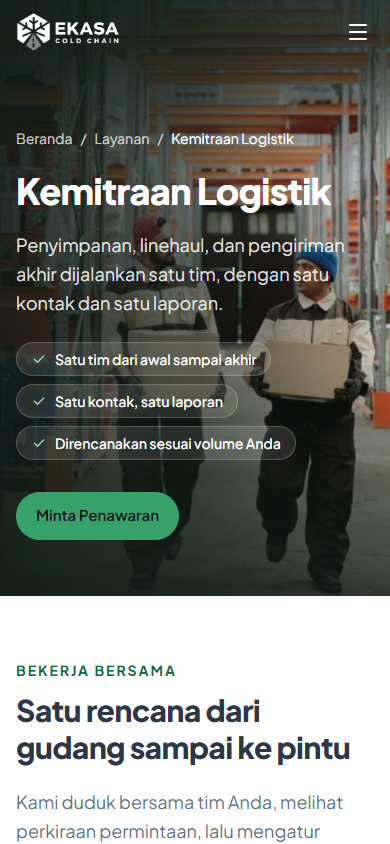 EKASA
COLD CHAIN
Beranda / Layanan / Kemitraan Logistik
Kemitraan Logistik
Penyimpanan, linehaul, dan pengiriman
akhir dijalankan satu tim, dengan satu
kontak dan satu laporan.
Satu tim dari awal sampai akhir
Satu kontak, satu laporan
Direncanakan sesuai volume Anda
Minta Penawaran
BEKERJA BERSAMA
Satu rencana dari
gudang sampai ke pintu
Kami duduk bersama tim Anda, melihat
perkiraan permintaan, lalu mengatur